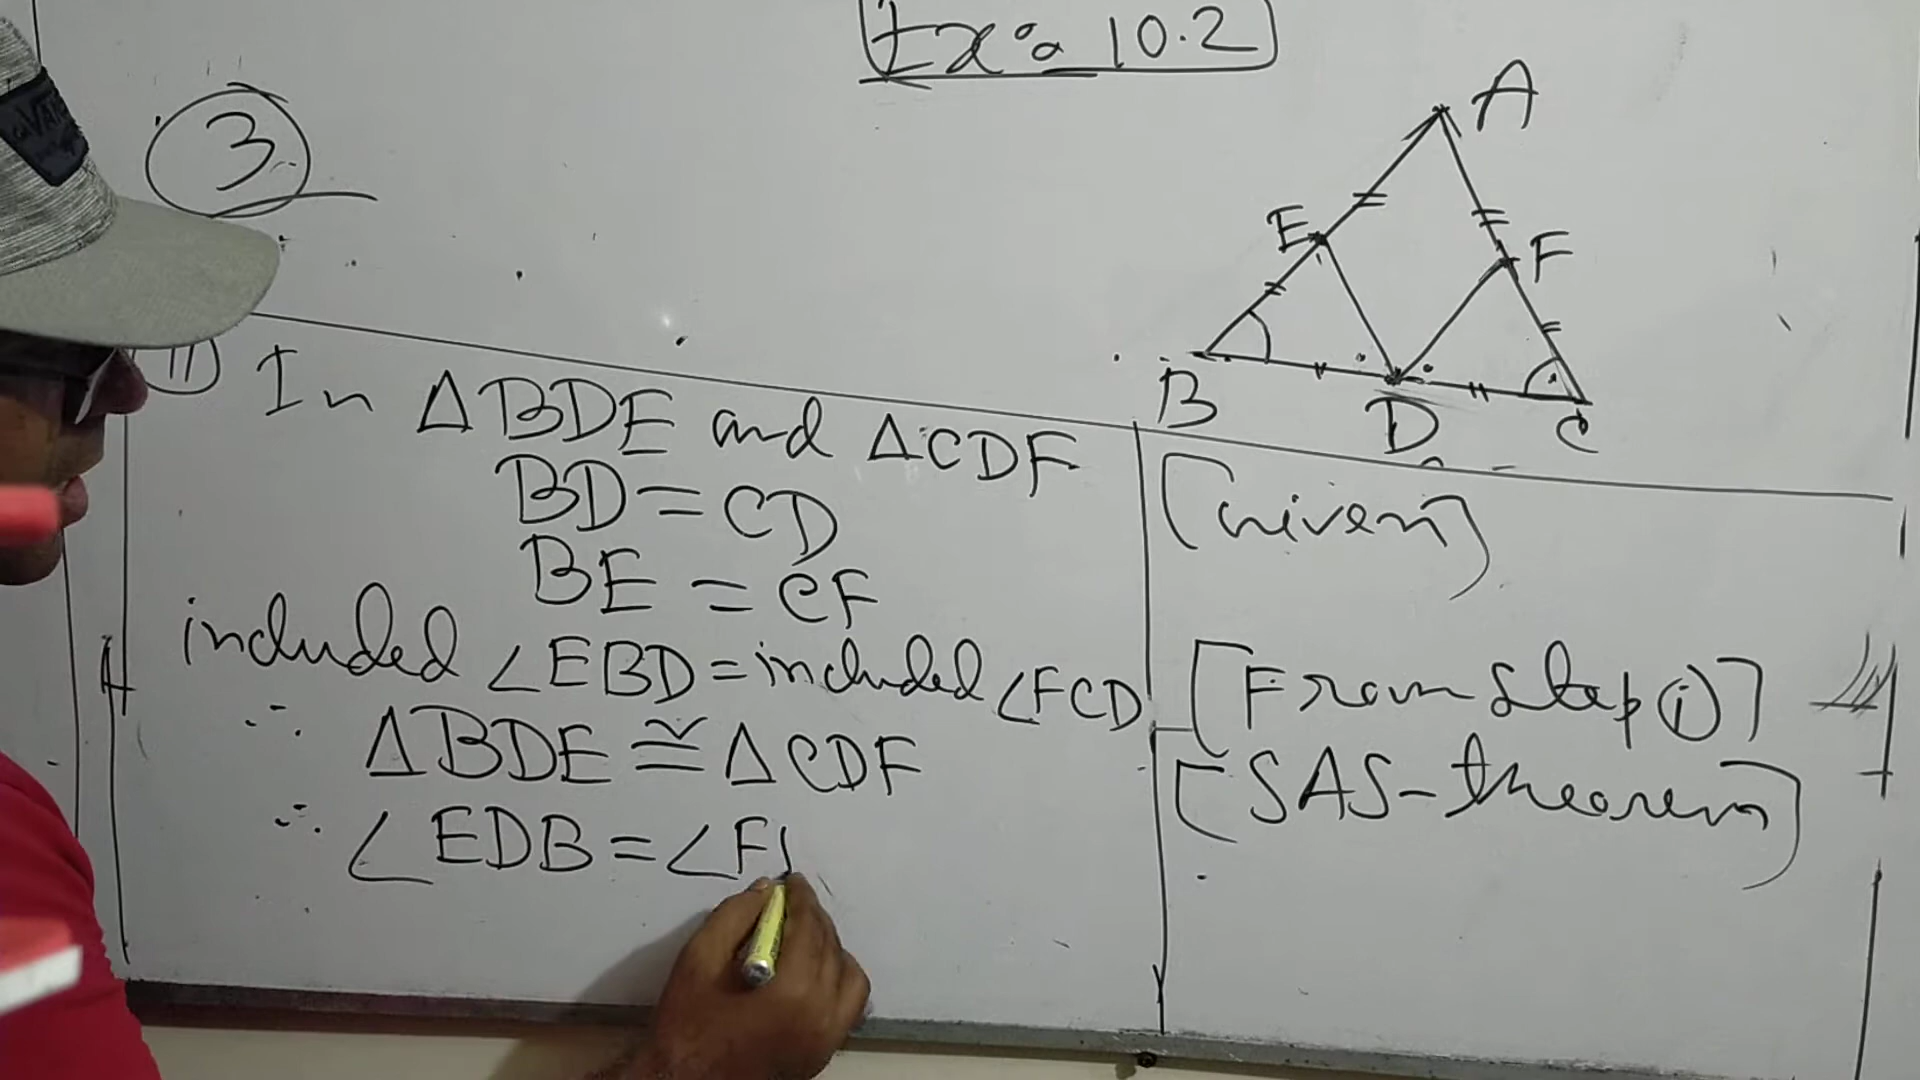 Ex: 10.2
3
A
E
F
B
D
C
ii In ΔBDE and ΔCDF
BD = CD [Given]
BE = CF
included ∠EBD = included ∠FCD [From step (i)]
∴ ΔBDE ≅ ΔCDF [SAS-theorem]
∴ ∠EDB = ∠F